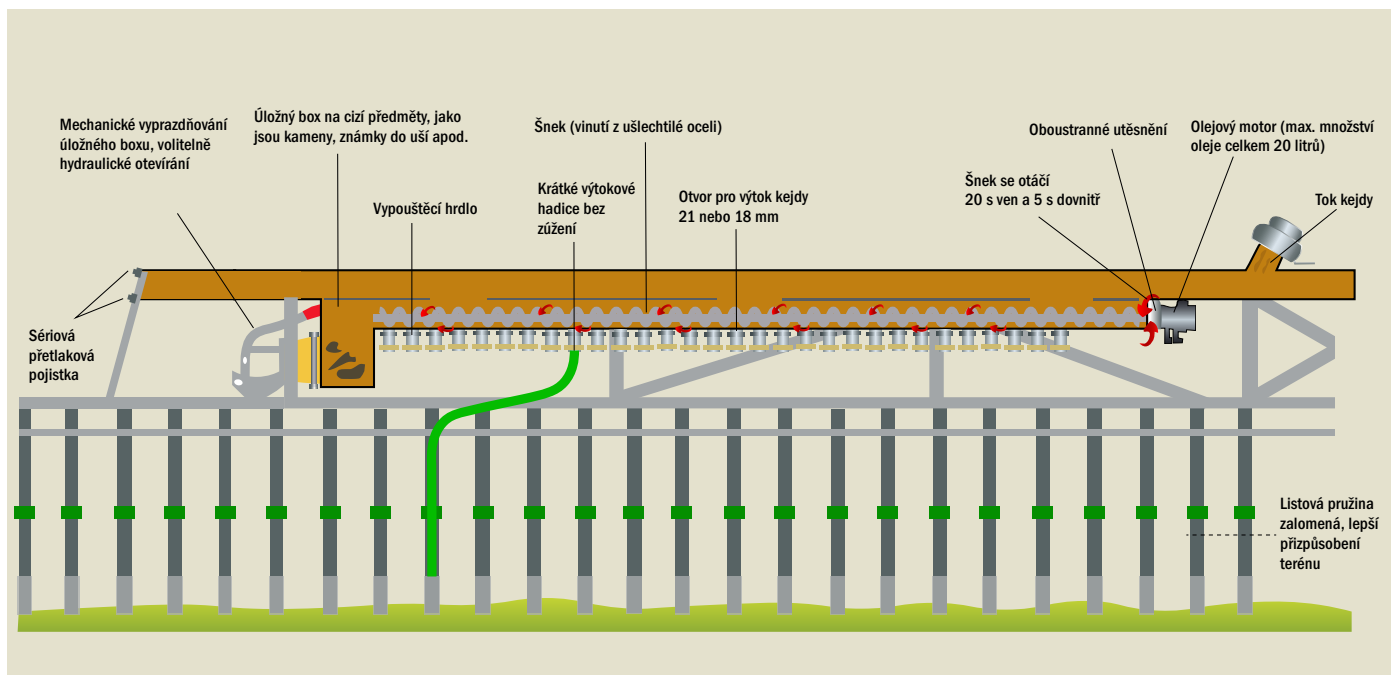 Mechanické vyprazdňování
úložného boxu, volitelně
hydraulické otevírání
Úložný box na cizí předměty, jako
jsou kameny, známky do uší apod.
Šnek (vinutí z ušlechtilé oceli)
Oboustranné utěsnění
Olejový motor (max. množství
oleje celkem 20 litrů)
Vypouštěcí hrdlo
Krátké výtokové
hadice bez
zúžení
Otvor pro výtok kejdy
21 nebo 18 mm
Šnek se otáčí
20 s ven a 5 s dovnitř
Tok kejdy
Sériová
přetlaková
pojistka
Listová pružina
zalomená, lepší
přizpůsobení
terénu